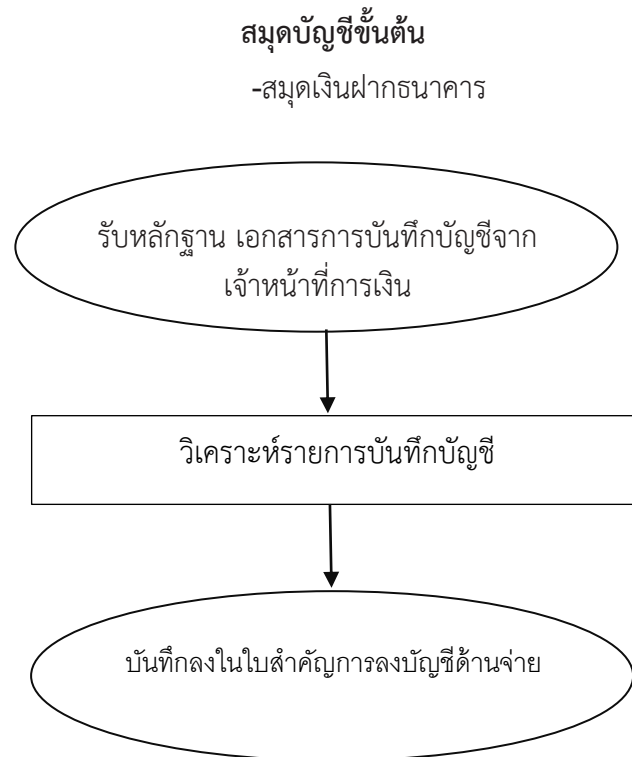 สมุดบัญชีขั้นต้น
-สมุดเงินฝากธนาคาร
รับหลักฐาน เอกสารการบันทึกบัญชีจาก
เจ้าหน้าที่การเงิน
วิเคราะห์รายการบันทึกบัญชี
บันทึกลงในใบสำคัญการลงบัญชีด้านจ่าย